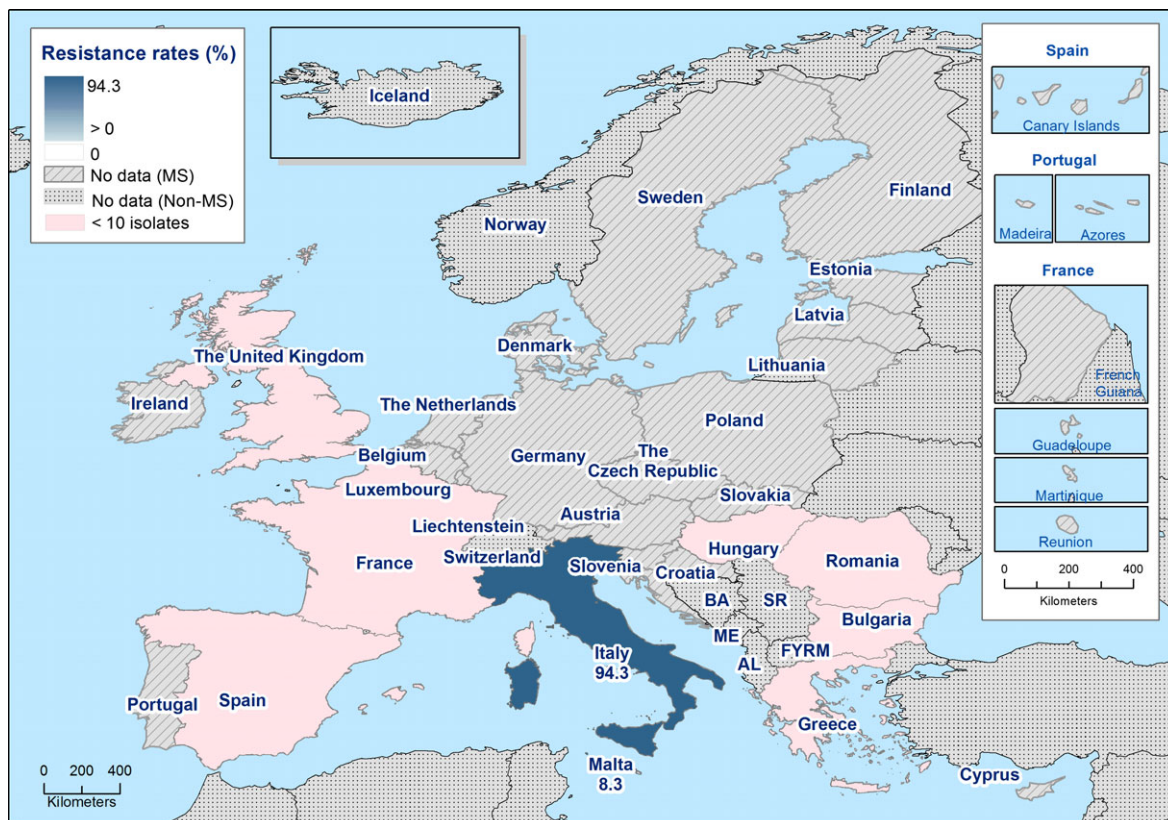 Resistance rates (%)
94.3
> 0
0
No data (MS)
No data (Non-MS)
< 10 isolates
Iceland
Norway
Sweden
Finland
Estonia
Latvia
Lithuania
Denmark
The United Kingdom
Ireland
The Netherlands
Belgium
Luxembourg
Germany
Poland
The
Czech Republic
Slovakia
Austria
Liechtenstein
Switzerland
France
Slovenia
Croatia
Hungary
Romania
BA
SR
Bulgaria
ME
FYRM
AL
Italy
94.3
Portugal
Spain
Greece
Malta
8.3
Cyprus
0 200 400
Kilometers
Spain
Canary Islands
Portugal
Madeira
Azores
France
French
Guiana
Guadeloupe
Martinique
Reunion
0 200 400
Kilometers